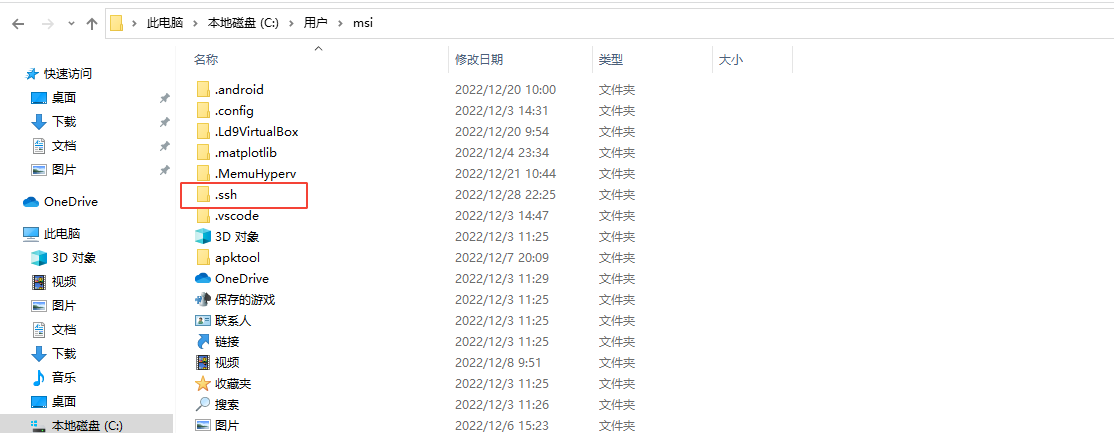 此电脑 › 本地磁盘 (C:) › 用户 › msi
名称 修改日期 类型 大小
快速访问
桌面
下载
文档
图片
OneDrive
此电脑
3D 对象
视频
图片
文档
下载
音乐
桌面
本地磁盘 (C:)
.android 2022/12/20 10:00 文件夹
.config 2022/12/3 14:31 文件夹
.Ld9VirtualBox 2022/12/20 9:54 文件夹
.matplotlib 2022/12/4 23:34 文件夹
.MemuHyperv 2022/12/21 10:44 文件夹
.ssh 2022/12/28 22:25 文件夹
.vscode 2022/12/3 14:47 文件夹
3D 对象 2022/12/3 11:25 文件夹
apktool 2022/12/7 20:09 文件夹
OneDrive 2022/12/3 11:29 文件夹
保存的游戏 2022/12/3 11:25 文件夹
联系人 2022/12/3 11:25 文件夹
链接 2022/12/3 11:25 文件夹
视频 2022/12/8 9:51 文件夹
收藏夹 2022/12/3 11:25 文件夹
搜索 2022/12/3 11:26 文件夹
图片 2022/12/6 15:23 文件夹